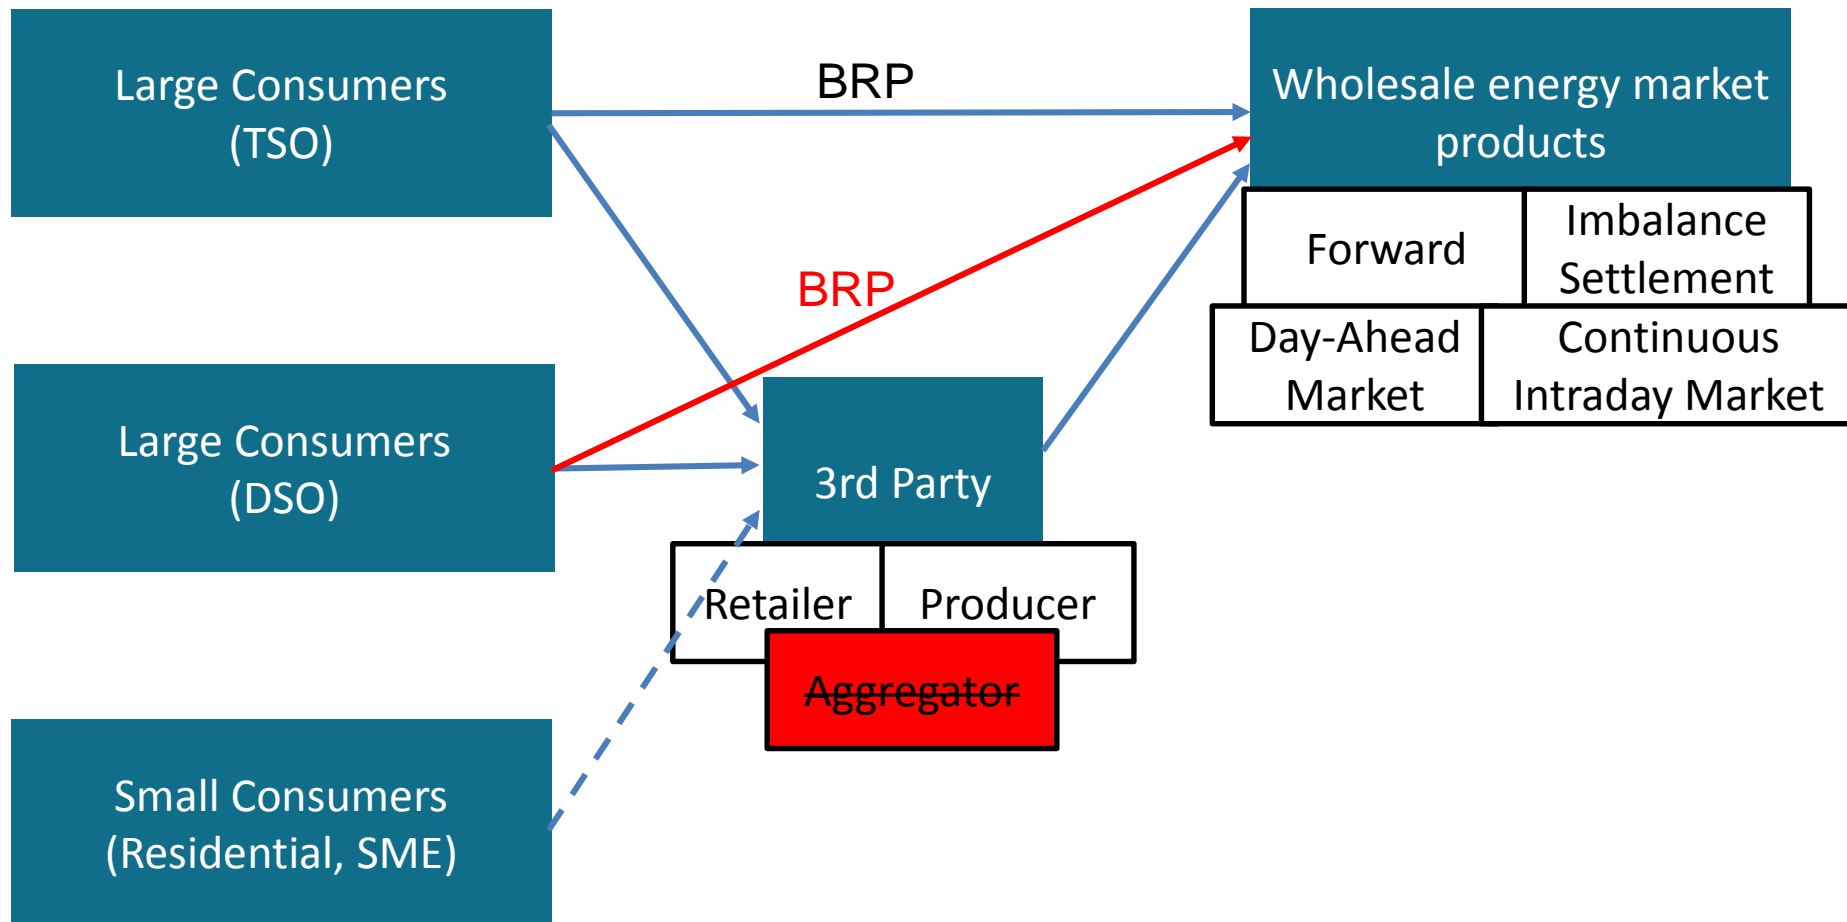 Large Consumers
(TSO)
BRP
Wholesale energy market
products
Forward
Imbalance
Settlement
Day-Ahead
Market
Continuous
Intraday Market
BRP
Large Consumers
(DSO)
3rd Party
Retailer
Producer
Aggregator
Small Consumers
(Residential, SME)